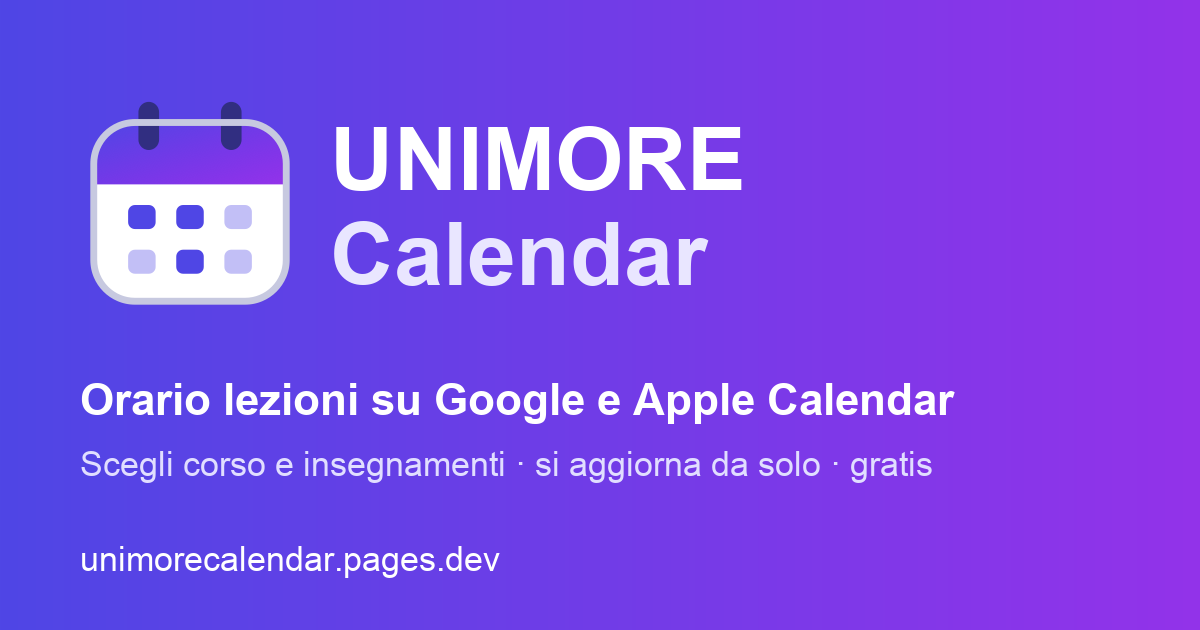 UNIMORE
Calendar
Orario lezioni su Google e Apple Calendar
Scegli corso e insegnamenti · si aggiorna da solo · gratis
unimorecalendar.pages.dev